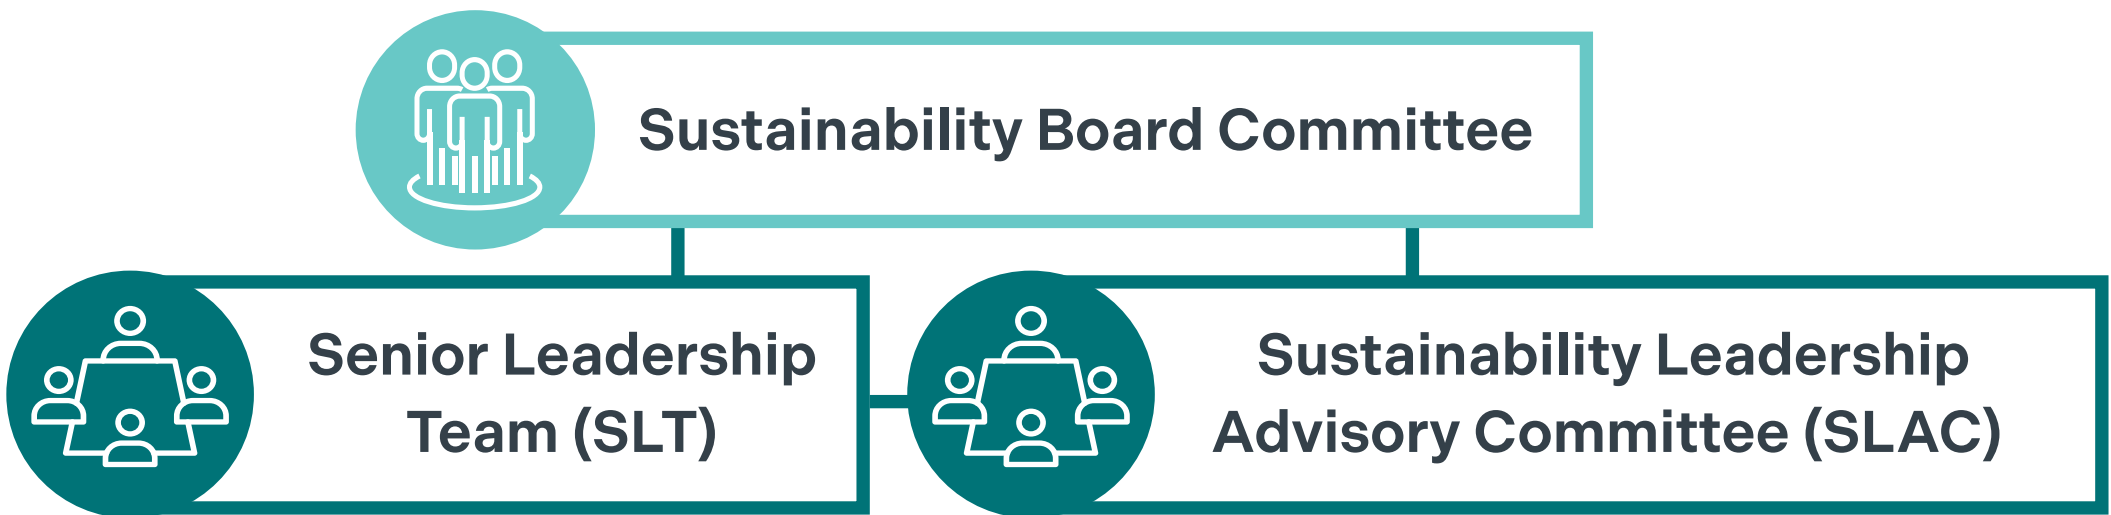 Sustainability Board Committee
Senior Leadership
Team (SLT)
Sustainability Leadership
Advisory Committee (SLAC)